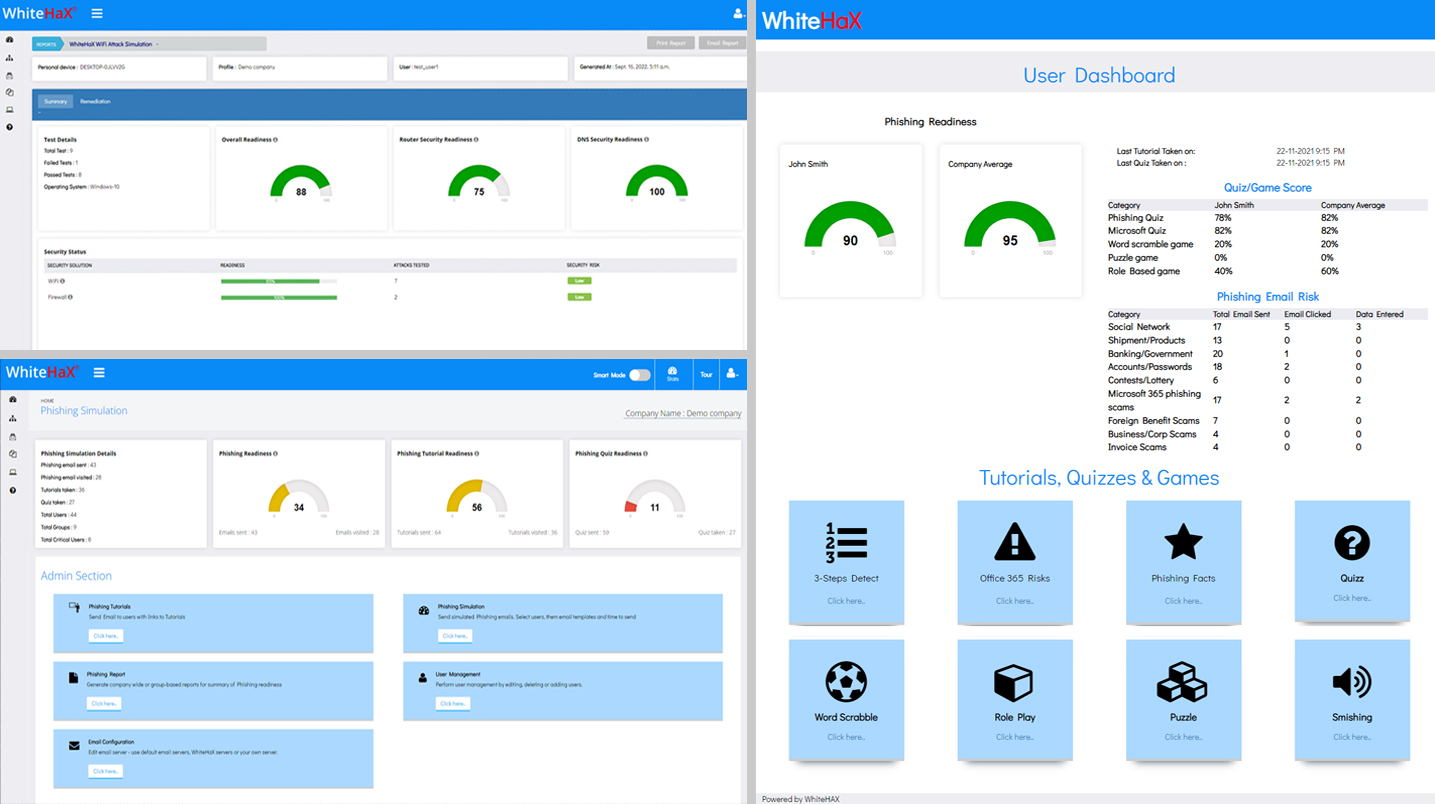 WhiteHaX®
REPORTS WhiteHaX WiFi Attack Simulation
Print Report Email Report
Personal device : DESKTOP-0JLVV2G Profile : Demo company User : test_user1 Generated At : Sept. 16, 2022, 5:11 a.m.
Summary Remediation
Test Details
Total Test : 9
Failed Tests : 1
Passed Tests : 8
Operating System : Windows-10
Overall Readiness
88
0 100
Router Security Readiness
75
0 100
DNS Security Readiness
100
0 100
Security Status
SECURITY SOLUTION READINESS ATTACKS TESTED SECURITY RISK
WiFi 7 Low
Firewall 100% 2 Low
WhiteHaX®
Smart Mode Stats Tour
HOME
Phishing Simulation
Company Name : Demo company
Phishing Simulation Details
Phishing email sent : 43
Phishing email visited : 28
Tutorials taken : 36
Quiz taken : 27
Total Users : 44
Total Groups : 9
Total Critical Users : 8
Phishing Readiness
34
0 100
Emails sent : 43 Emails visited : 28
Phishing Tutorial Readiness
56
0 100
Tutorials sent : 64 Tutorials visited : 36
Phishing Quiz Readiness
11
0 100
Quiz sent : 59 Quiz taken : 27
Admin Section
Phishing Tutorials
Send Email to users with links to Tutorials
Click here..
Phishing Simulation
Send simulated Phishing emails. Select users, them email templates and time to send
Click here..
Phishing Report
Generate company wide or group-based reports for summary of Phishing readiness
Click here..
User Management
Perform user management by editing, deleting or adding users.
Click here..
Email Configuration
Edit email server - use default email servers, WhiteHaX servers or your own server.
Click here..
WhiteHaX
User Dashboard
Phishing Readiness
John Smith
90
0 100
Company Average
95
0 100
Last Tutorial Taken on: 22-11-2021 9:15 PM
Last Quiz Taken on : 22-11-2021 9:15 PM
Quiz/Game Score
Category John Smith Company Average
Phishing Quiz 78% 82%
Microsoft Quiz 82% 82%
Word scramble game 20% 20%
Puzzle game 0% 0%
Role Based game 40% 60%
Phishing Email Risk
Category Total Email Sent Email Clicked Data Entered
Social Network 17 5 3
Shipment/Products 13 0 0
Banking/Government 20 1 0
Accounts/Passwords 18 2 0
Contests/Lottery 6 0 0
Microsoft 365 phishing
scams 17 2 2
Foreign Benefit Scams 7 0 0
Business/Corp Scams 4 0 0
Invoice Scams 4 0 0
Tutorials, Quizzes & Games
1
2
3
3-Steps Detect
Click here..
Office 365 Risks
Click here..
Phishing Facts
Click here..
Quizz
Click here..
Word Scrabble
Click here..
Role Play
Click here..
Puzzle
Click here..
Smishing
Click here..
Powered by WhiteHAX